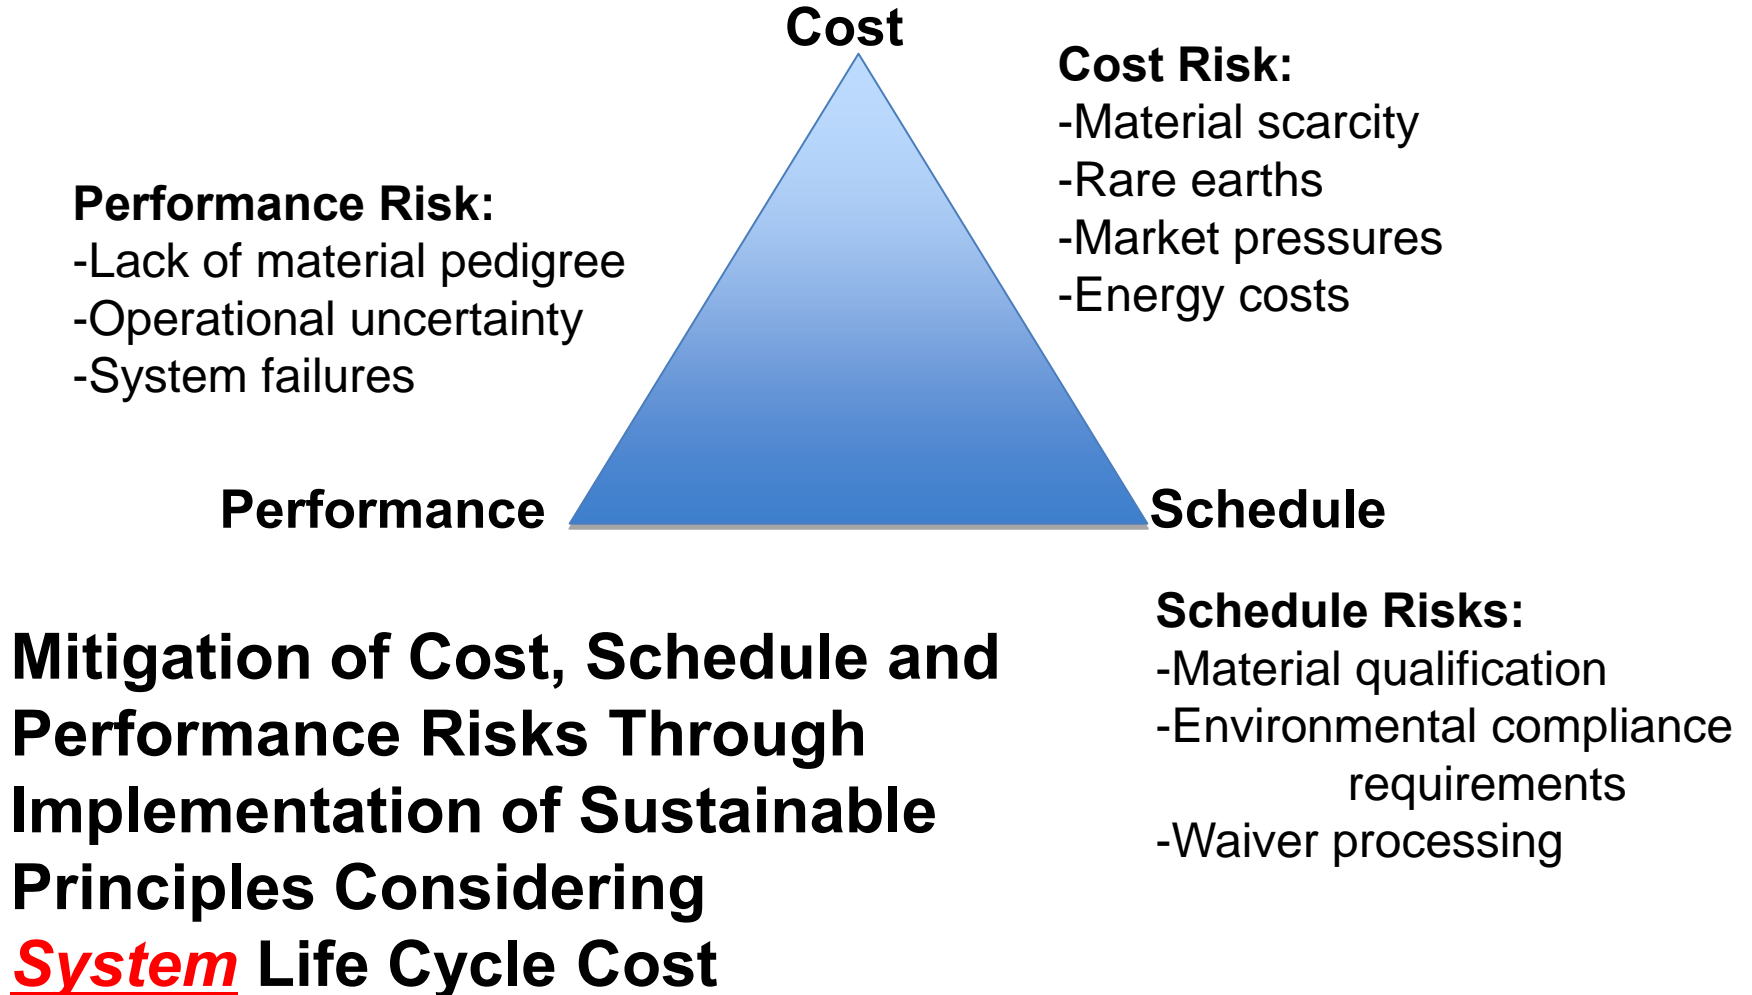 Cost
Cost Risk:
-Material scarcity
-Rare earths
-Market pressures
-Energy costs
Performance Risk:
-Lack of material pedigree
-Operational uncertainty
-System failures
Performance
Schedule
Schedule Risks:
-Material qualification
-Environmental compliance
requirements
-Waiver processing
Mitigation of Cost, Schedule and
Performance Risks Through
Implementation of Sustainable
Principles Considering
System Life Cycle Cost